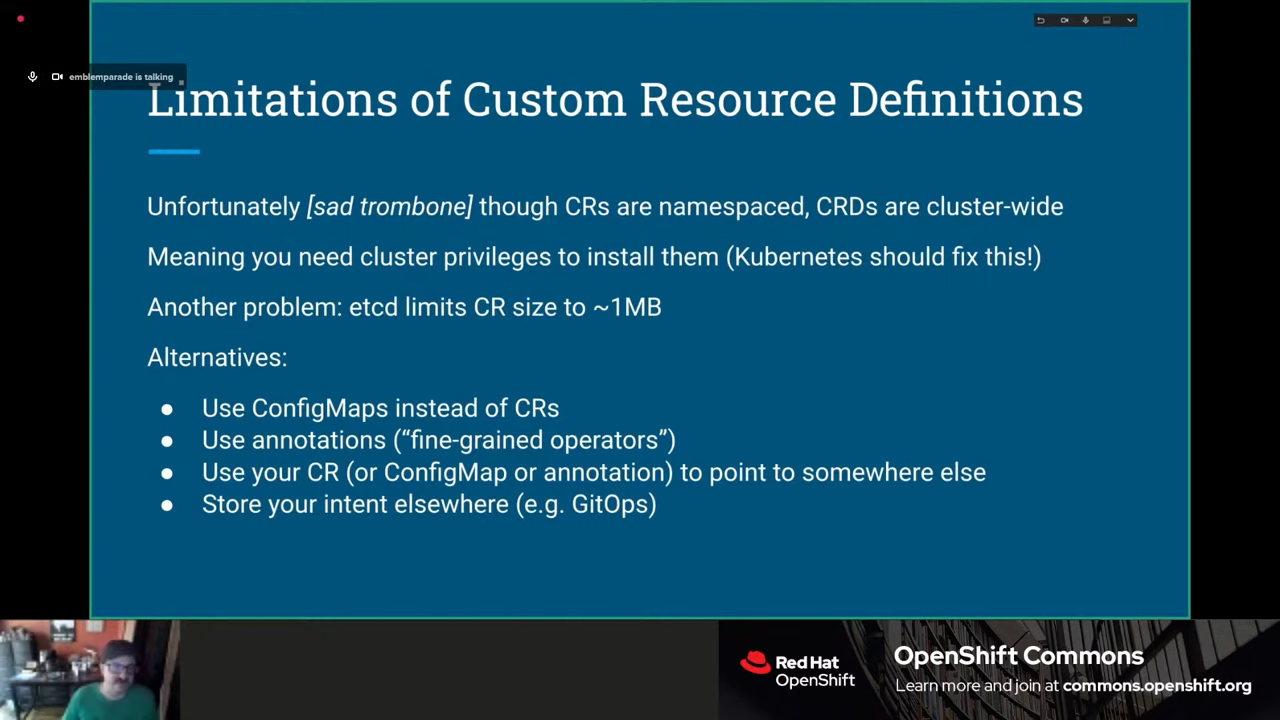 emblemparade is talking
Limitations of Custom Resource Definitions
Unfortunately [sad trombone] though CRs are namespaced, CRDs are cluster-wide
Meaning you need cluster privileges to install them (Kubernetes should fix this!)
Another problem: etcd limits CR size to ~1MB
Alternatives:
● Use ConfigMaps instead of CRs
● Use annotations (“fine-grained operators”)
● Use your CR (or ConfigMap or annotation) to point to somewhere else
● Store your intent elsewhere (e.g. GitOps)
Red Hat
OpenShift
OpenShift Commons
Learn more and join at commons.openshift.org